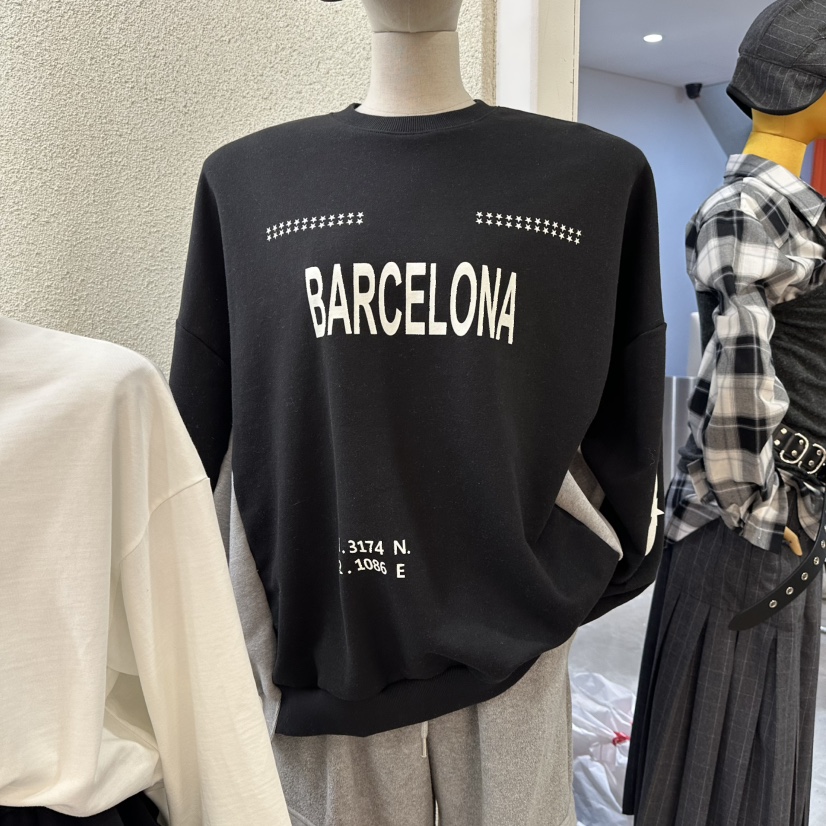 BARCELONA
.3174 N.
.1086 E